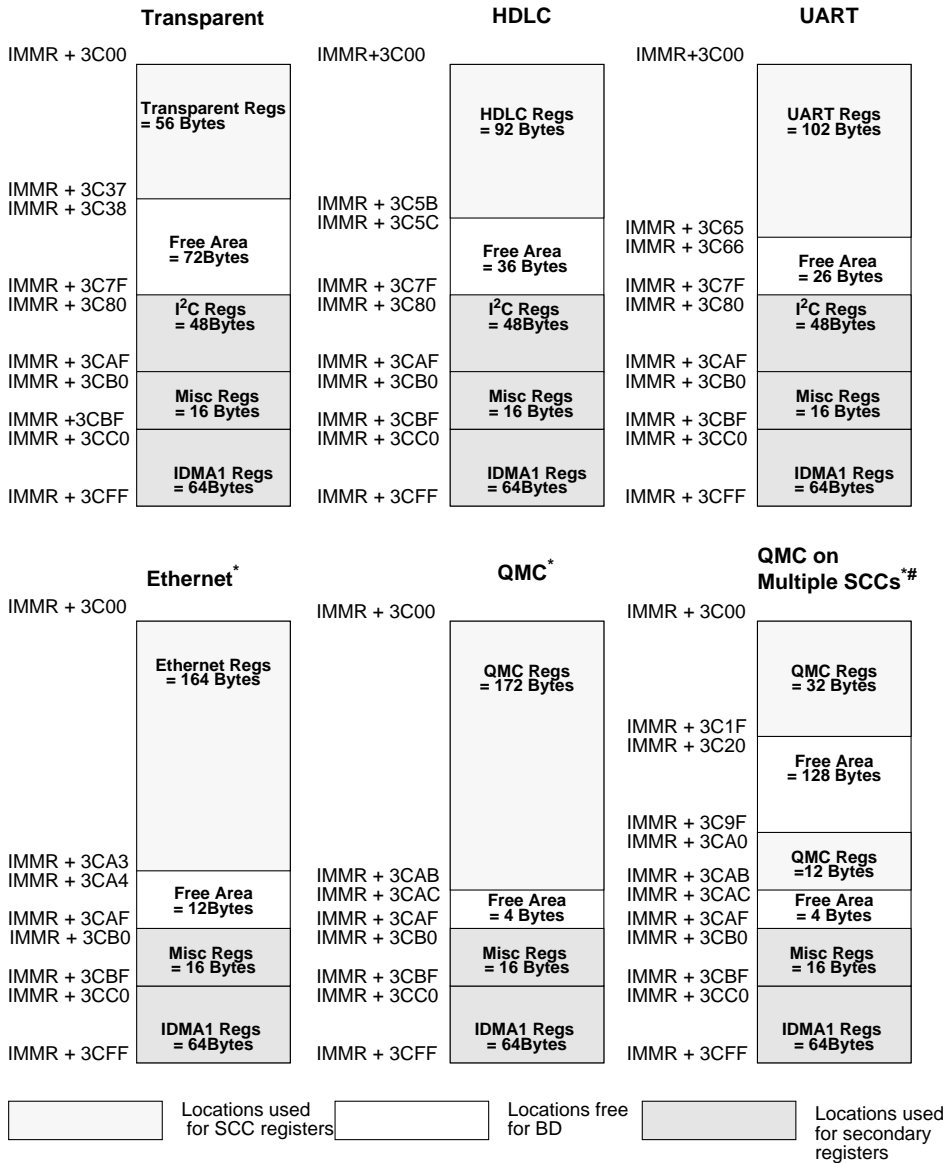 Transparent
IMMR + 3C00
Transparent Regs
= 56 Bytes
IMMR + 3C37
IMMR + 3C38
Free Area
= 72Bytes
IMMR + 3C7F
IMMR + 3C80
I²C Regs
= 48Bytes
IMMR + 3CAF
IMMR + 3CB0
Misc Regs
= 16 Bytes
IMMR +3CBF
IMMR + 3CC0
IDMA1 Regs
= 64Bytes
IMMR + 3CFF
HDLC
IMMR+3C00
HDLC Regs
= 92 Bytes
IMMR + 3C5B
IMMR + 3C5C
Free Area
= 36 Bytes
IMMR + 3C7F
IMMR + 3C80
I²C Regs
= 48Bytes
IMMR + 3CAF
IMMR + 3CB0
Misc Regs
= 16 Bytes
IMMR + 3CBF
IMMR + 3CC0
IDMA1 Regs
= 64Bytes
IMMR + 3CFF
UART
IMMR+3C00
UART Regs
= 102 Bytes
IMMR + 3C65
IMMR + 3C66
Free Area
= 26 Bytes
IMMR + 3C7F
IMMR + 3C80
I²C Regs
= 48Bytes
IMMR + 3CAF
IMMR + 3CB0
Misc Regs
= 16 Bytes
IMMR + 3CBF
IMMR + 3CC0
IDMA1 Regs
= 64Bytes
IMMR + 3CFF
Ethernet*
IMMR + 3C00
Ethernet Regs
= 164 Bytes
IMMR + 3CA3
IMMR + 3CA4
Free Area
= 12Bytes
IMMR + 3CAF
IMMR + 3CB0
Misc Regs
= 16 Bytes
IMMR + 3CBF
IMMR + 3CC0
IDMA1 Regs
= 64Bytes
IMMR + 3CFF
QMC*
IMMR + 3C00
QMC Regs
= 172 Bytes
IMMR + 3CAB
IMMR + 3CAC
Free Area
= 4 Bytes
IMMR + 3CAF
IMMR + 3CB0
Misc Regs
= 16 Bytes
IMMR + 3CBF
IMMR + 3CC0
IDMA1 Regs
= 64Bytes
IMMR + 3CFF
QMC on
Multiple SCCs*#
IMMR + 3C00
QMC Regs
= 32 Bytes
IMMR + 3C1F
IMMR + 3C20
Free Area
= 128 Bytes
IMMR + 3C9F
IMMR + 3CA0
QMC Regs
=12 Bytes
IMMR + 3CAB
IMMR + 3CAC
Free Area
= 4 Bytes
IMMR + 3CAF
IMMR + 3CB0
Misc Regs
= 16 Bytes
IMMR + 3CBF
IMMR + 3CC0
IDMA1 Regs
= 64Bytes
IMMR + 3CFF
Locations used
for SCC registers
Locations free
for BD
Locations used
for secondary
registers